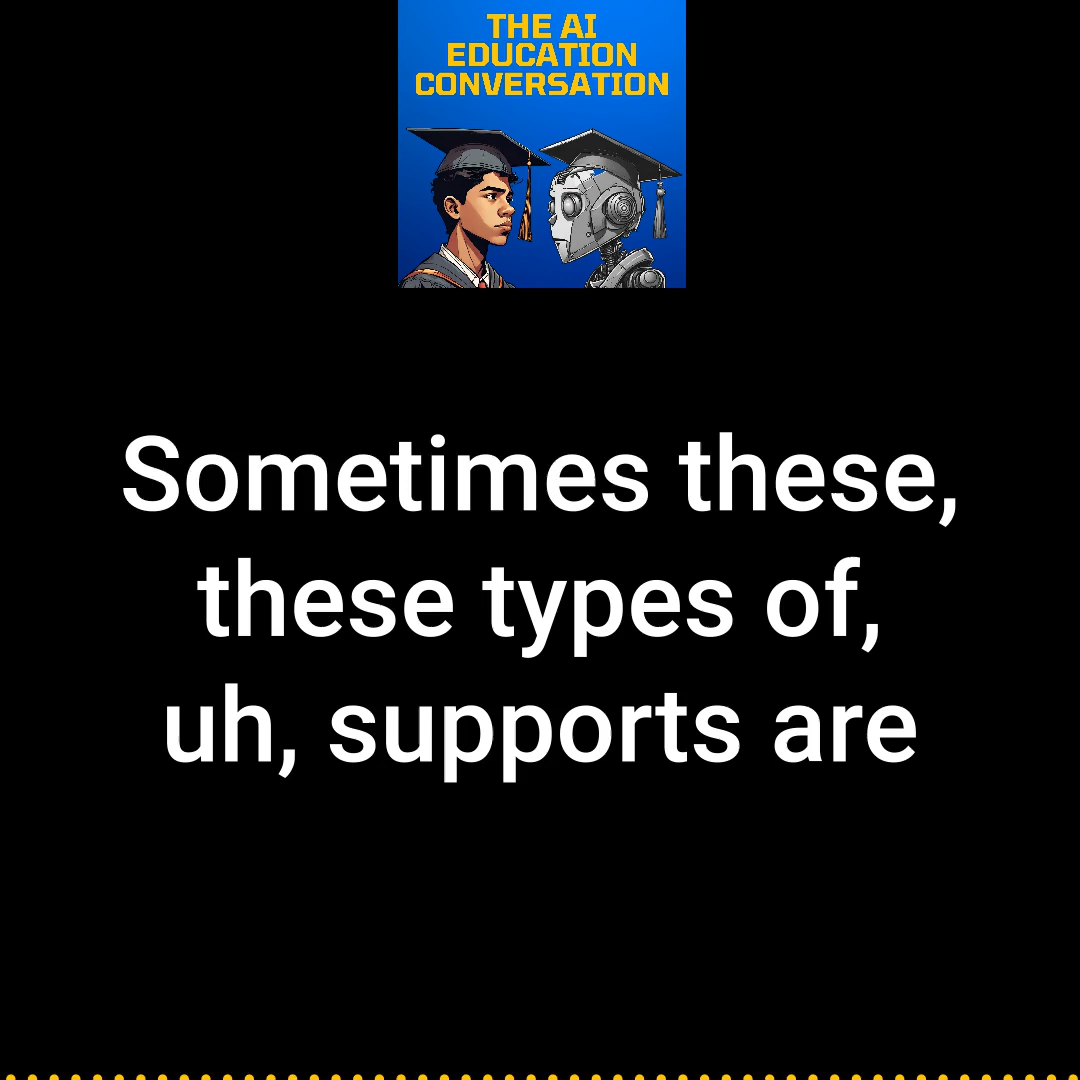 THE AI
EDUCATION
CONVERSATION
Sometimes these,
these types of,
uh, supports are